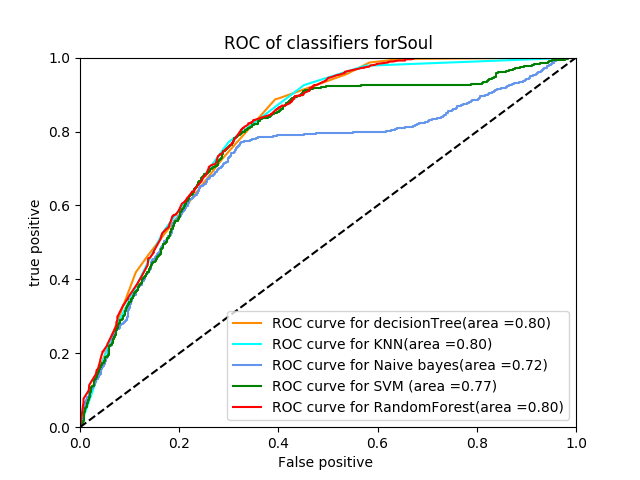 ROC of classifiers forSoul
1.0
0.8
0.6
0.4
0.2
0.0
true positive
ROC curve for decisionTree(area =0.80)
ROC curve for KNN(area =0.80)
ROC curve for Naive bayes(area =0.72)
ROC curve for SVM (area =0.77)
ROC curve for RandomForest(area =0.80)
0.0 0.2 0.4 0.6 0.8 1.0
False positive